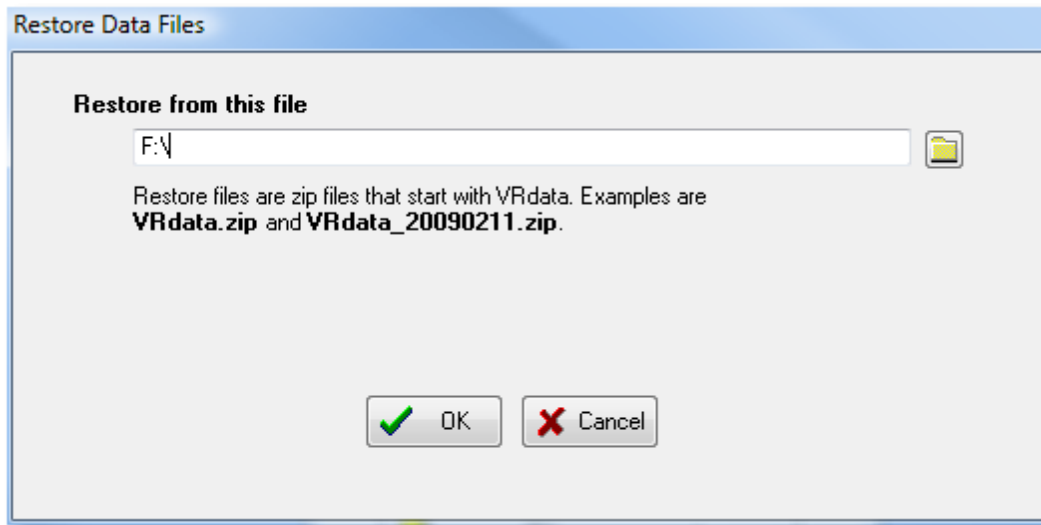 Restore Data Files
Restore from this file
F:\
Restore files are zip files that start with VRdata. Examples are
VRdata.zip and VRdata_20090211.zip.
OK
Cancel